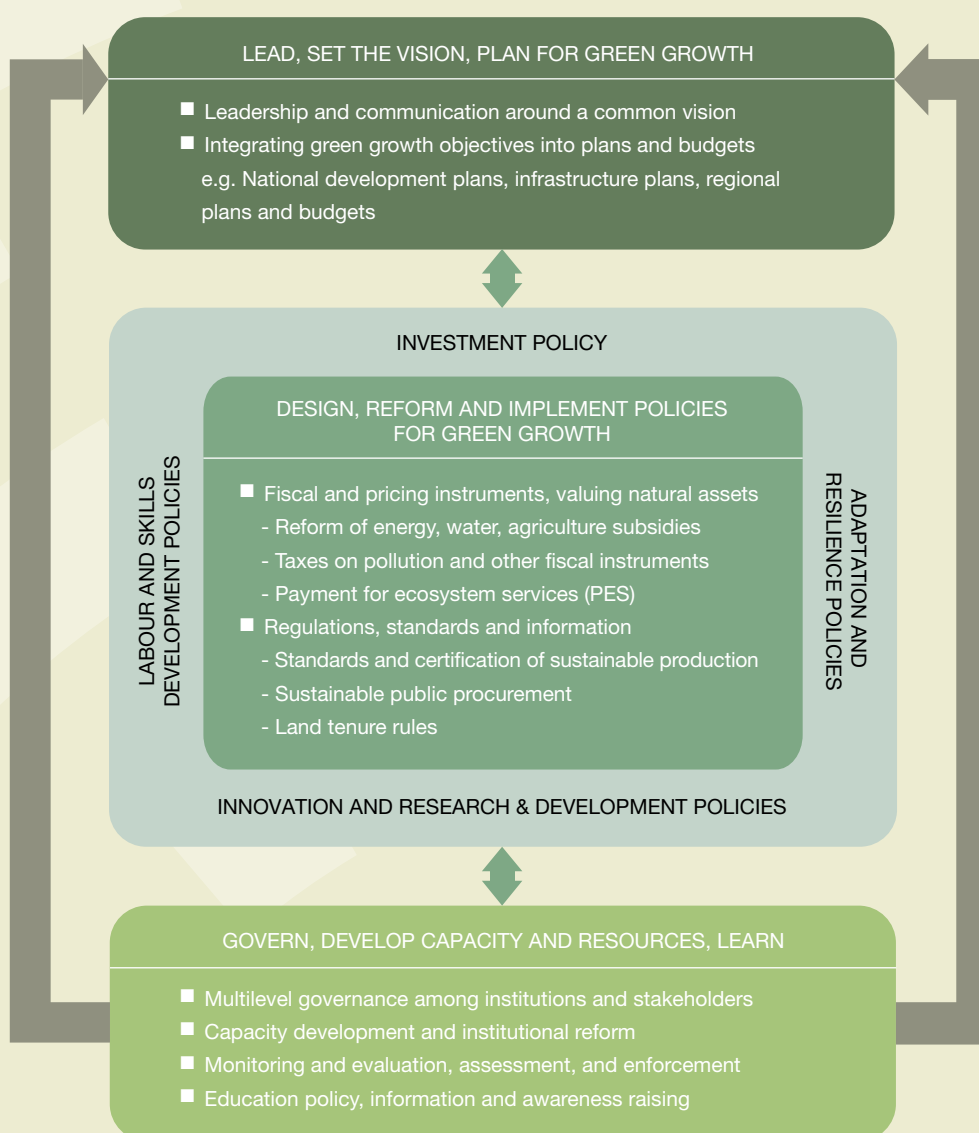 LEAD, SET THE VISION, PLAN FOR GREEN GROWTH
■ Leadership and communication around a common vision
■ Integrating green growth objectives into plans and budgets
e.g. National development plans, infrastructure plans, regional
plans and budgets
INVESTMENT POLICY
LABOUR AND SKILLS
DEVELOPMENT POLICIES
DESIGN, REFORM AND IMPLEMENT POLICIES
FOR GREEN GROWTH
■ Fiscal and pricing instruments, valuing natural assets
- Reform of energy, water, agriculture subsidies
- Taxes on pollution and other fiscal instruments
- Payment for ecosystem services (PES)
■ Regulations, standards and information
- Standards and certification of sustainable production
- Sustainable public procurement
- Land tenure rules
ADAPTATION AND
RESILIENCE POLICIES
INNOVATION AND RESEARCH & DEVELOPMENT POLICIES
GOVERN, DEVELOP CAPACITY AND RESOURCES, LEARN
■ Multilevel governance among institutions and stakeholders
■ Capacity development and institutional reform
■ Monitoring and evaluation, assessment, and enforcement
■ Education policy, information and awareness raising